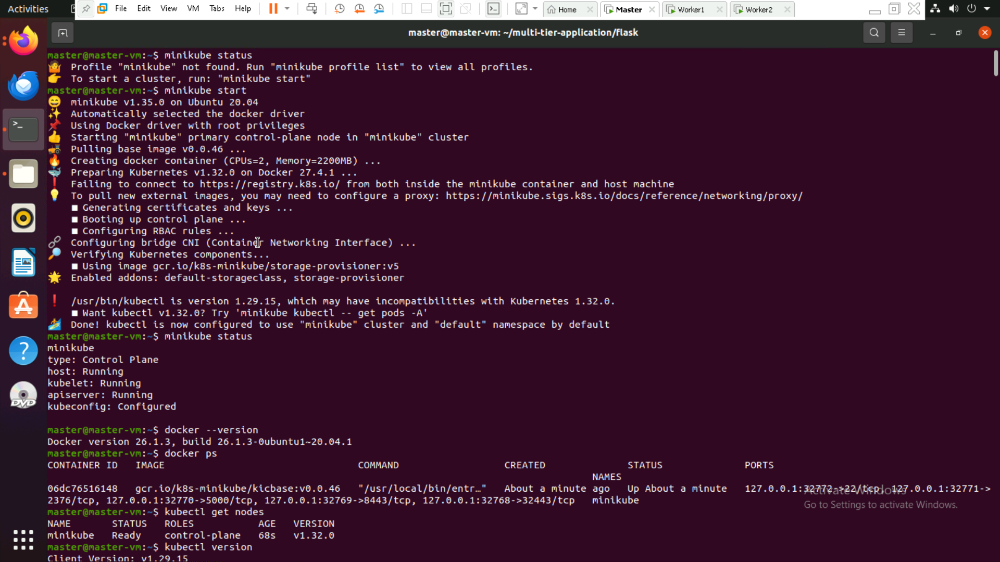 Activities File Edit View VM Tabs Help Home Master Worker1 Worker2
master@master-vm: ~/multi-tier-application/flask
master@master-vm:~$ minikube status
Profile "minikube" not found. Run "minikube profile list" to view all profiles.
To start a cluster, run: "minikube start"
master@master-vm:~$ minikube start
minikube v1.35.0 on Ubuntu 20.04
Automatically selected the docker driver
Using Docker driver with root privileges
Starting "minikube" primary control-plane node in "minikube" cluster
Pulling base image v0.0.46 ...
Creating docker container (CPUs=2, Memory=2200MB) ...
Preparing Kubernetes v1.32.0 on Docker 27.4.1 ...
Failing to connect to https://registry.k8s.io/ from both inside the minikube container and host machine
To pull new external images, you may need to configure a proxy: https://minikube.sigs.k8s.io/docs/reference/networking/proxy/
■ Generating certificates and keys ...
■ Booting up control plane ...
■ Configuring RBAC rules ...
Configuring bridge CNI (Container Networking Interface) ...
Verifying Kubernetes components...
■ Using image gcr.io/k8s-minikube/storage-provisioner:v5
Enabled addons: default-storageclass, storage-provisioner
/usr/bin/kubectl is version 1.29.15, which may have incompatibilities with Kubernetes 1.32.0.
■ Want kubectl v1.32.0? Try 'minikube kubectl -- get pods -A'
Done! kubectl is now configured to use "minikube" cluster and "default" namespace by default
master@master-vm:~$ minikube status
minikube
type: Control Plane
host: Running
kubelet: Running
apiserver: Running
kubeconfig: Configured
master@master-vm:~$ docker --version
Docker version 26.1.3, build 26.1.3-0ubuntu1~20.04.1
master@master-vm:~$ docker ps
CONTAINER ID IMAGE COMMAND CREATED STATUS PORTS
NAMES
06dc76516148 gcr.io/k8s-minikube/kicbase:v0.0.46 "/usr/local/bin/entr…" About a minute ago Up About a minute 127.0.0.1:32772->22/tcp, 127.0.0.1:32771->
2376/tcp, 127.0.0.1:32770->5000/tcp, 127.0.0.1:32769->8443/tcp, 127.0.0.1:32768->32443/tcp minikube
Activate Windows
Go to Settings to activate Windows.
master@master-vm:~$ kubectl get nodes
NAME STATUS ROLES AGE VERSION
minikube Ready control-plane 68s v1.32.0
master@master-vm:~$ kubectl version
Client Version: v1.29.15
DVD